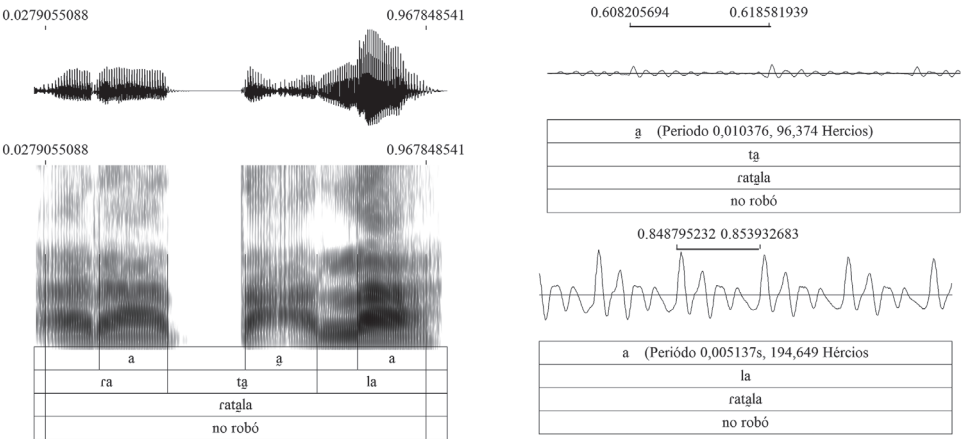 0.0279055088 0.967848541
0.0279055088 0.967848541
a a̰ a
ɾa ta̰ la
ɾata̰la
no robó
0.608205694 0.618581939
a̰ (Periodo 0,010376, 96,374 Hercios)
ta̰
ɾata̰la
no robó
0.848795232 0.853932683
a (Periódo 0,005137s, 194,649 Hércios
la
ɾata̰la
no robó